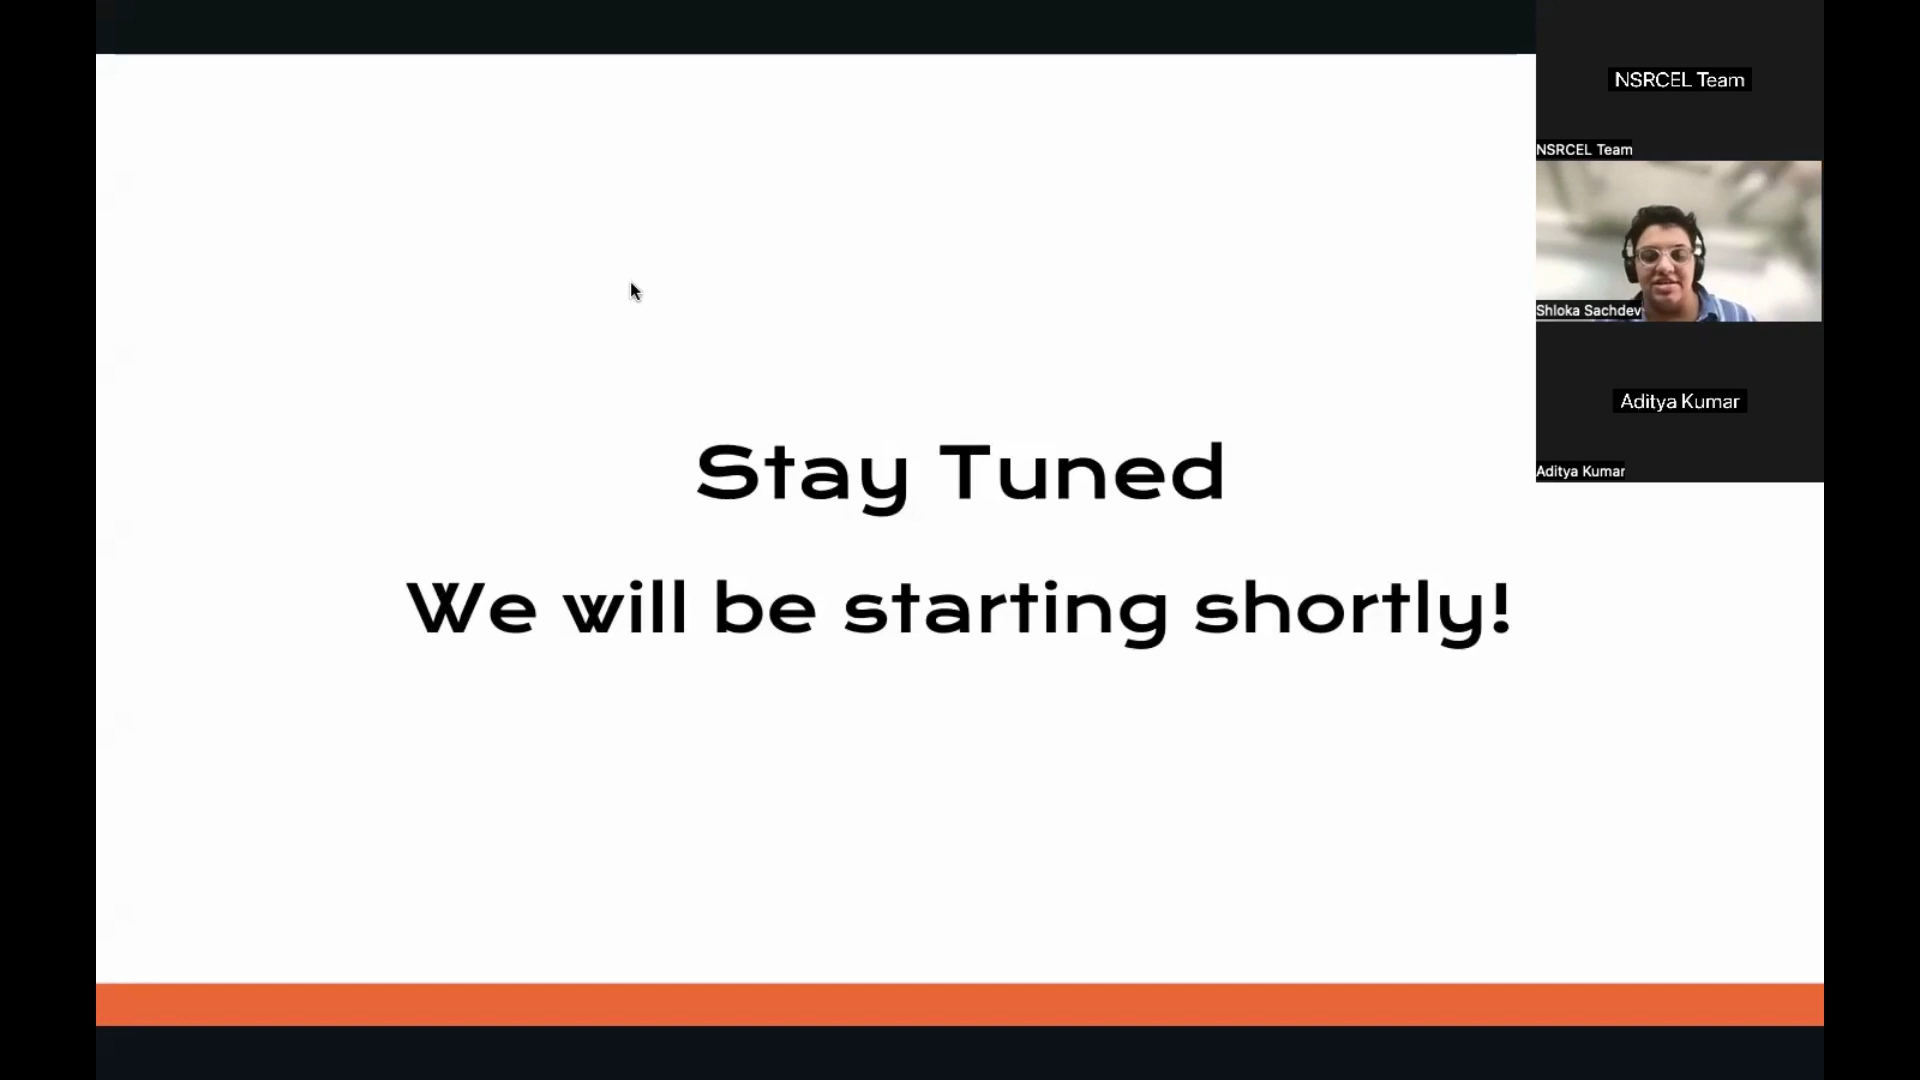 NSRCEL Team
NSRCEL Team
Shloka Sachdev
Aditya Kumar
Aditya Kumar
Stay Tuned
We will be starting shortly!